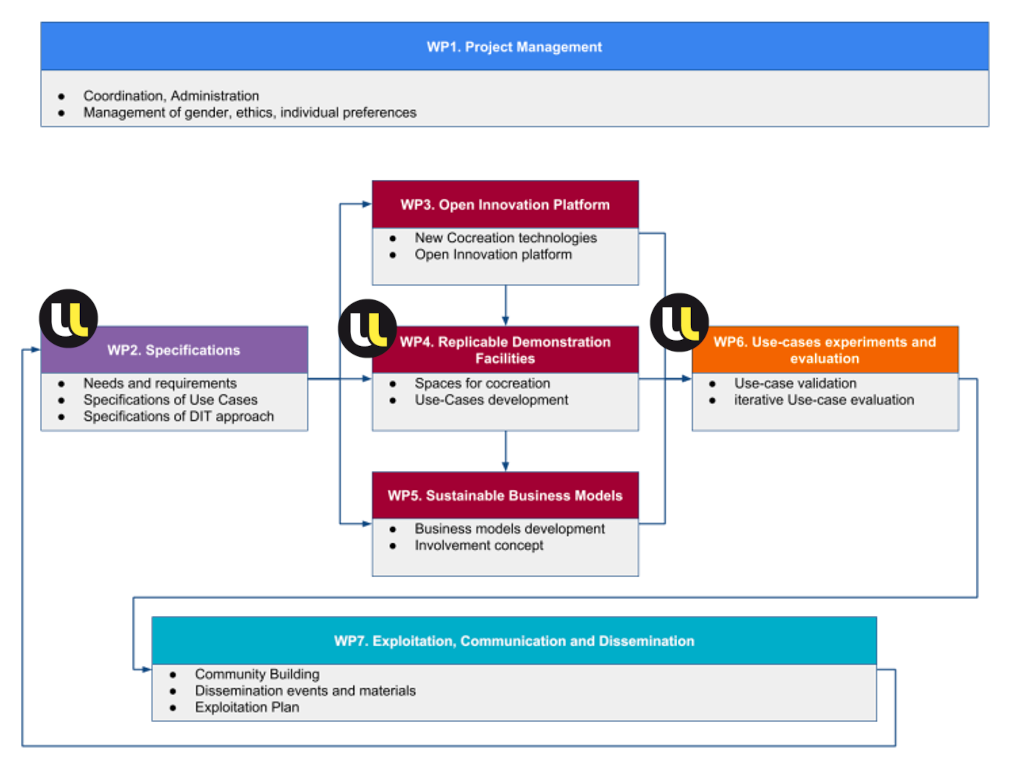 WP1. Project Management
● Coordination, Administration
● Management of gender, ethics, individual preferences
WP3. Open Innovation Platform
● New Cocreation technologies
● Open Innovation platform
WP2. Specifications
● Needs and requirements
● Specifications of Use Cases
● Specifications of DIT approach
WP4. Replicable Demonstration
Facilities
● Spaces for cocreation
● Use-Cases development
WP6. Use-cases experiments and
evaluation
● Use-case validation
● iterative Use-case evaluation
WP5. Sustainable Business Models
● Business models development
● Involvement concept
WP7. Exploitation, Communication and Dissemination
● Community Building
● Dissemination events and materials
● Exploitation Plan